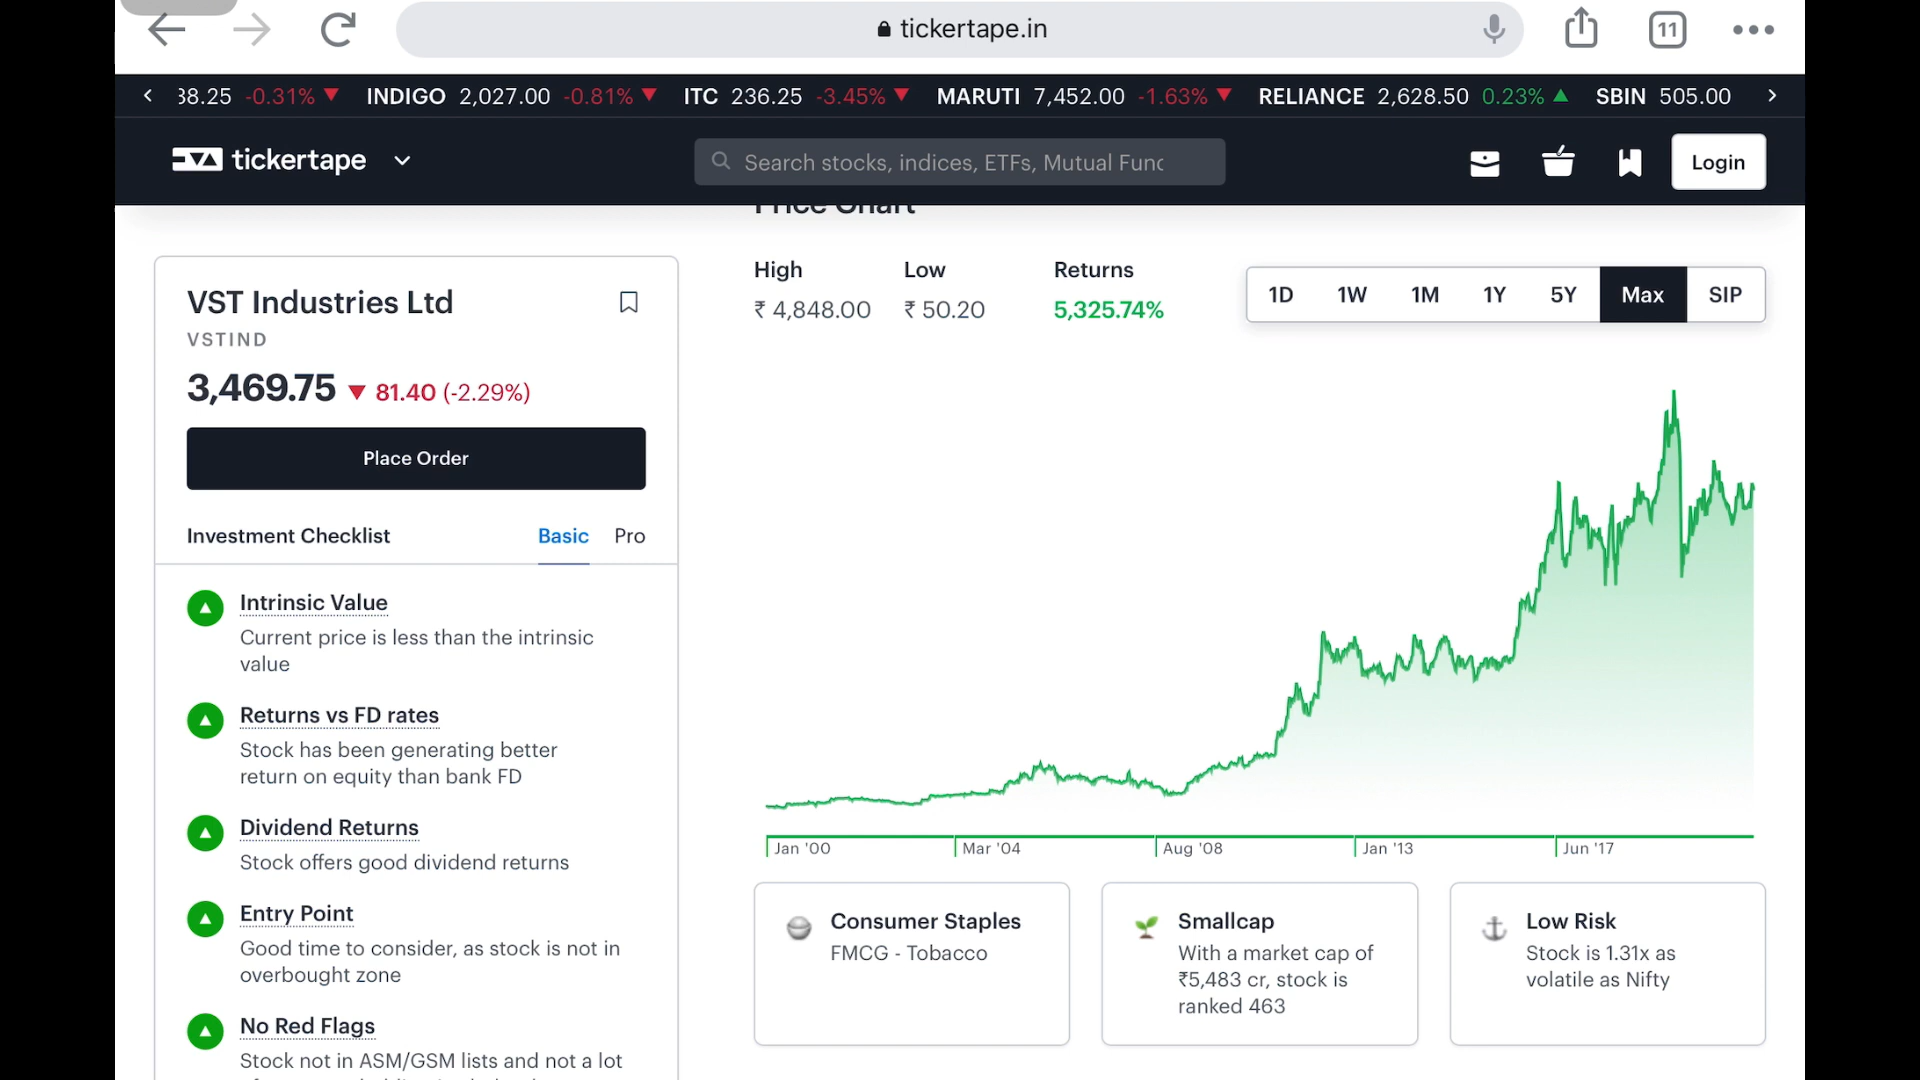 tickertape.in
11
38.25 -0.31% INDIGO 2,027.00 -0.81% ITC 236.25 -3.45% MARUTI 7,452.00 -1.63% RELIANCE 2,628.50 0.23% SBIN 505.00
tickertape
Search stocks, indices, ETFs, Mutual Func
Login
Price Chart
VST Industries Ltd
VSTIND
3,469.75 81.40 (-2.29%)
Place Order
Investment Checklist Basic Pro
Intrinsic Value
Current price is less than the intrinsic
value
Returns vs FD rates
Stock has been generating better
return on equity than bank FD
Dividend Returns
Stock offers good dividend returns
Entry Point
Good time to consider, as stock is not in
overbought zone
No Red Flags
Stock not in ASM/GSM lists and not a lot
High Low Returns
₹ 4,848.00 ₹ 50.20 5,325.74%
1D 1W 1M 1Y 5Y Max SIP
Jan '00 Mar '04 Aug '08 Jan '13 Jun '17
Consumer Staples
FMCG - Tobacco
Smallcap
With a market cap of
₹5,483 cr, stock is
ranked 463
Low Risk
Stock is 1.31x as
volatile as Nifty